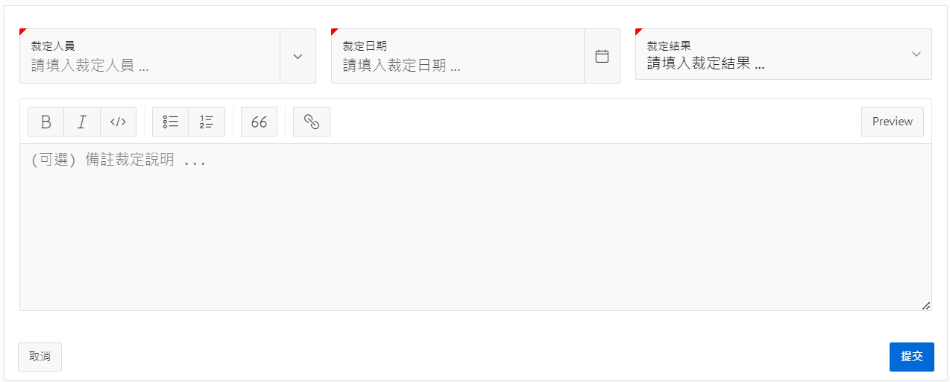 裁定人員
請填入裁定人員 ...
裁定日期
請填入裁定日期 ...
裁定結果
請填入裁定結果 ...
B I </> 66 Preview
(可選) 備註裁定說明 ...
取消
提交